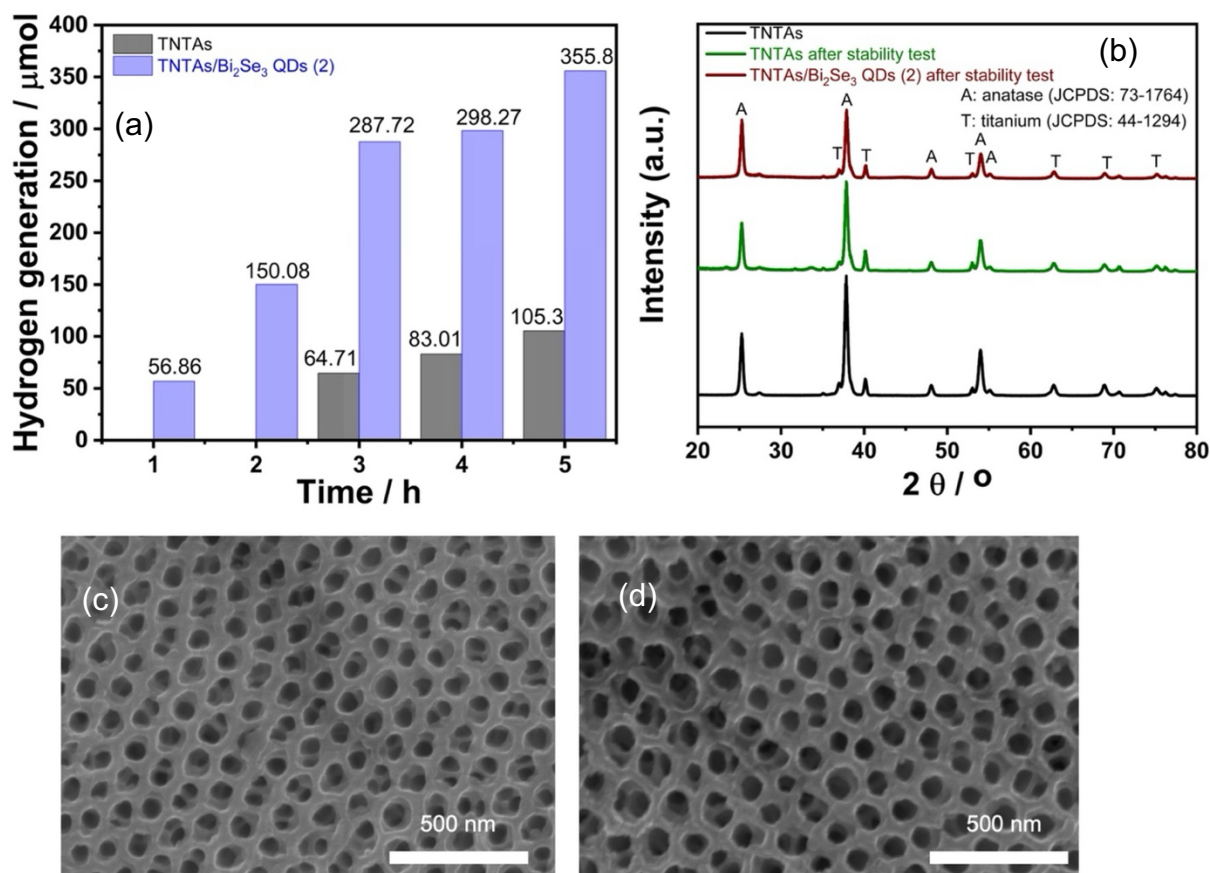 (a)
TNTAs
TNTAs/Bi₂Se₃ QDs (2)
Hydrogen generation / μmol
400
350
300
250
200
150
100
50
0
56.86
150.08
64.71
287.72
83.01
298.27
105.3
355.8
1 2 3 4 5
Time / h
(b)
TNTAs
TNTAs after stability test
TNTAs/Bi₂Se₃ QDs (2) after stability test
A: anatase (JCPDS: 73-1764)
T: titanium (JCPDS: 44-1294)
A T A T A T A A T T T
Intensity (a.u.)
20 30 40 50 60 70 80
2 θ / º
(c)
500 nm
(d)
500 nm